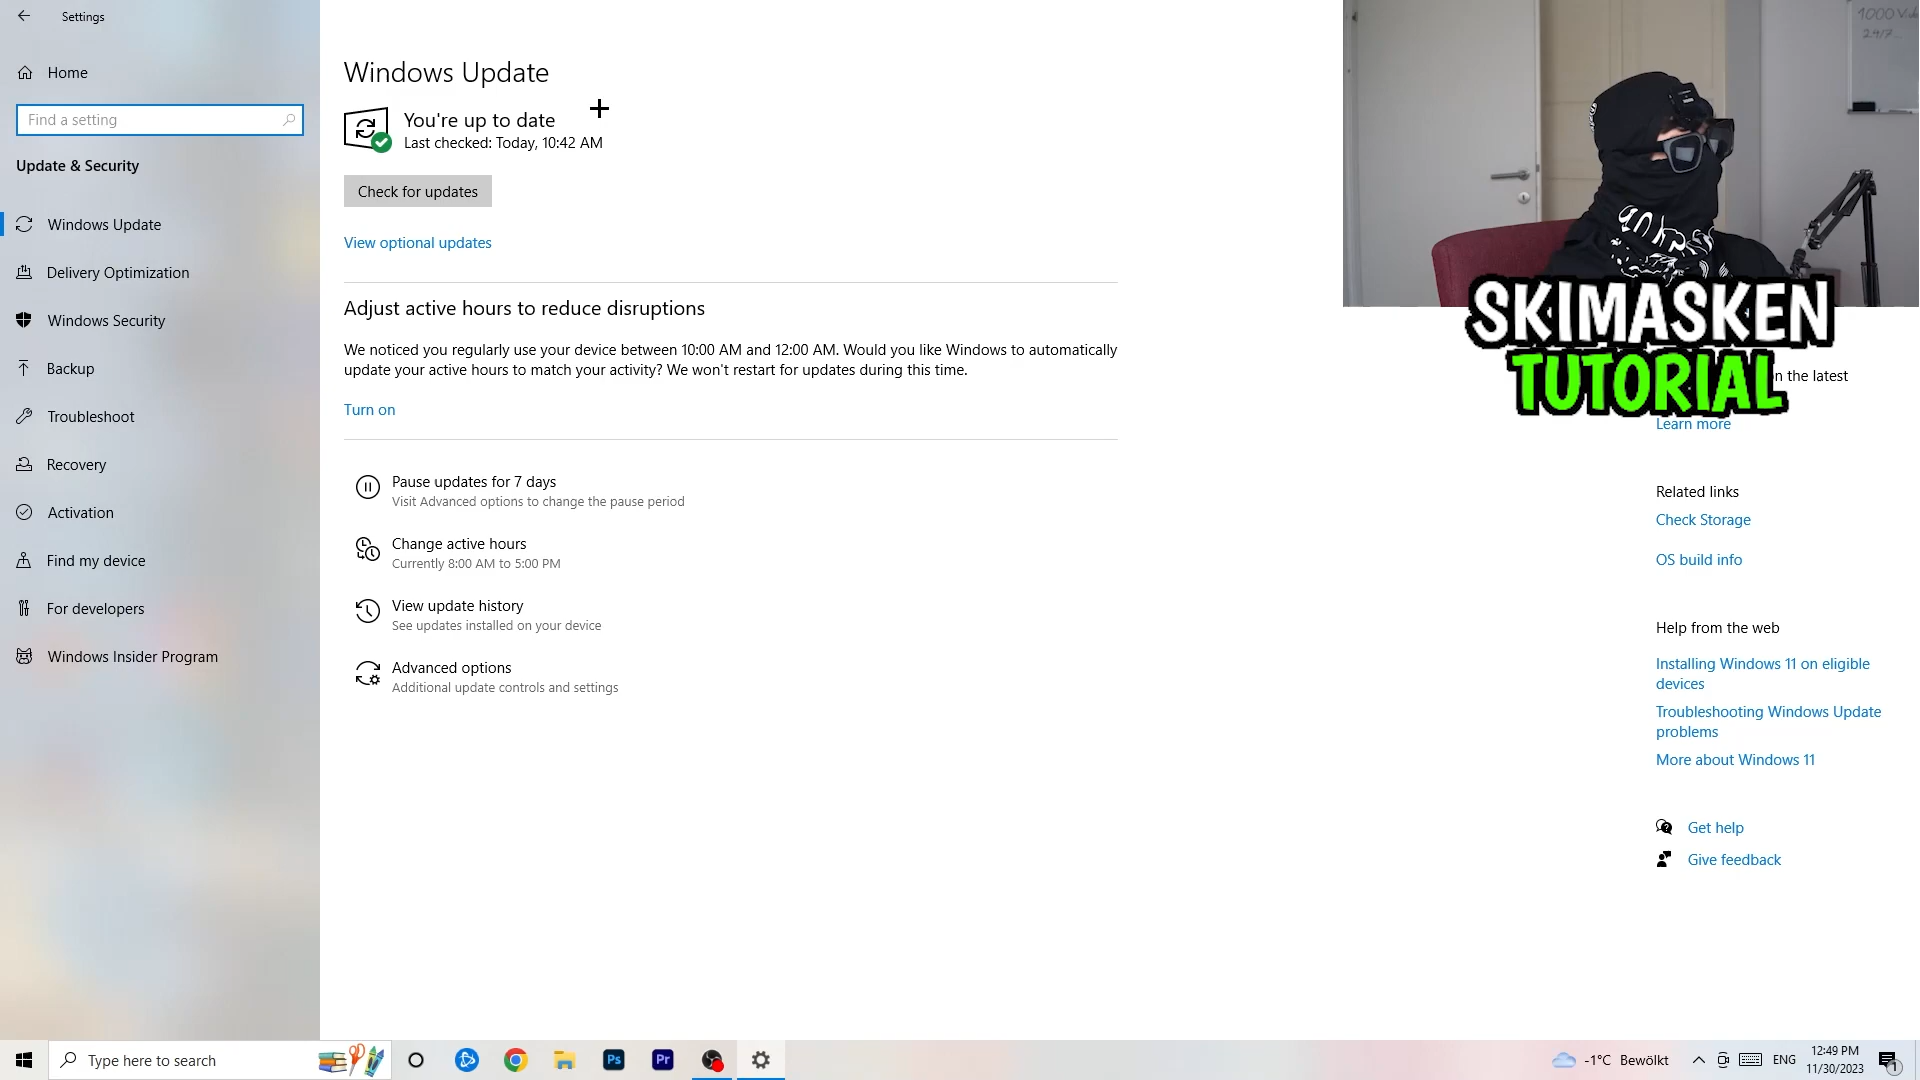 Settings
Home
Find a setting
Update & Security
Windows Update
Delivery Optimization
Windows Security
Backup
Troubleshoot
Recovery
Activation
Find my device
For developers
Windows Insider Program
Windows Update
You're up to date
Last checked: Today, 10:42 AM
Check for updates
View optional updates
Adjust active hours to reduce disruptions
We noticed you regularly use your device between 10:00 AM and 12:00 AM. Would you like Windows to automatically
update your active hours to match your activity? We won't restart for updates during this time.
Turn on
Pause updates for 7 days
Visit Advanced options to change the pause period
Change active hours
Currently 8:00 AM to 5:00 PM
View update history
See updates installed on your device
Advanced options
Additional update controls and settings
1000
SKIMASKEN
TUTORIAL
on the latest
Learn more
Related links
Check Storage
OS build info
Help from the web
Installing Windows 11 on eligible
devices
Troubleshooting Windows Update
problems
More about Windows 11
Get help
Give feedback
Type here to search
Ps
Pr
-1°C Bewölkt
ENG
12:49 PM
11/30/2023
1